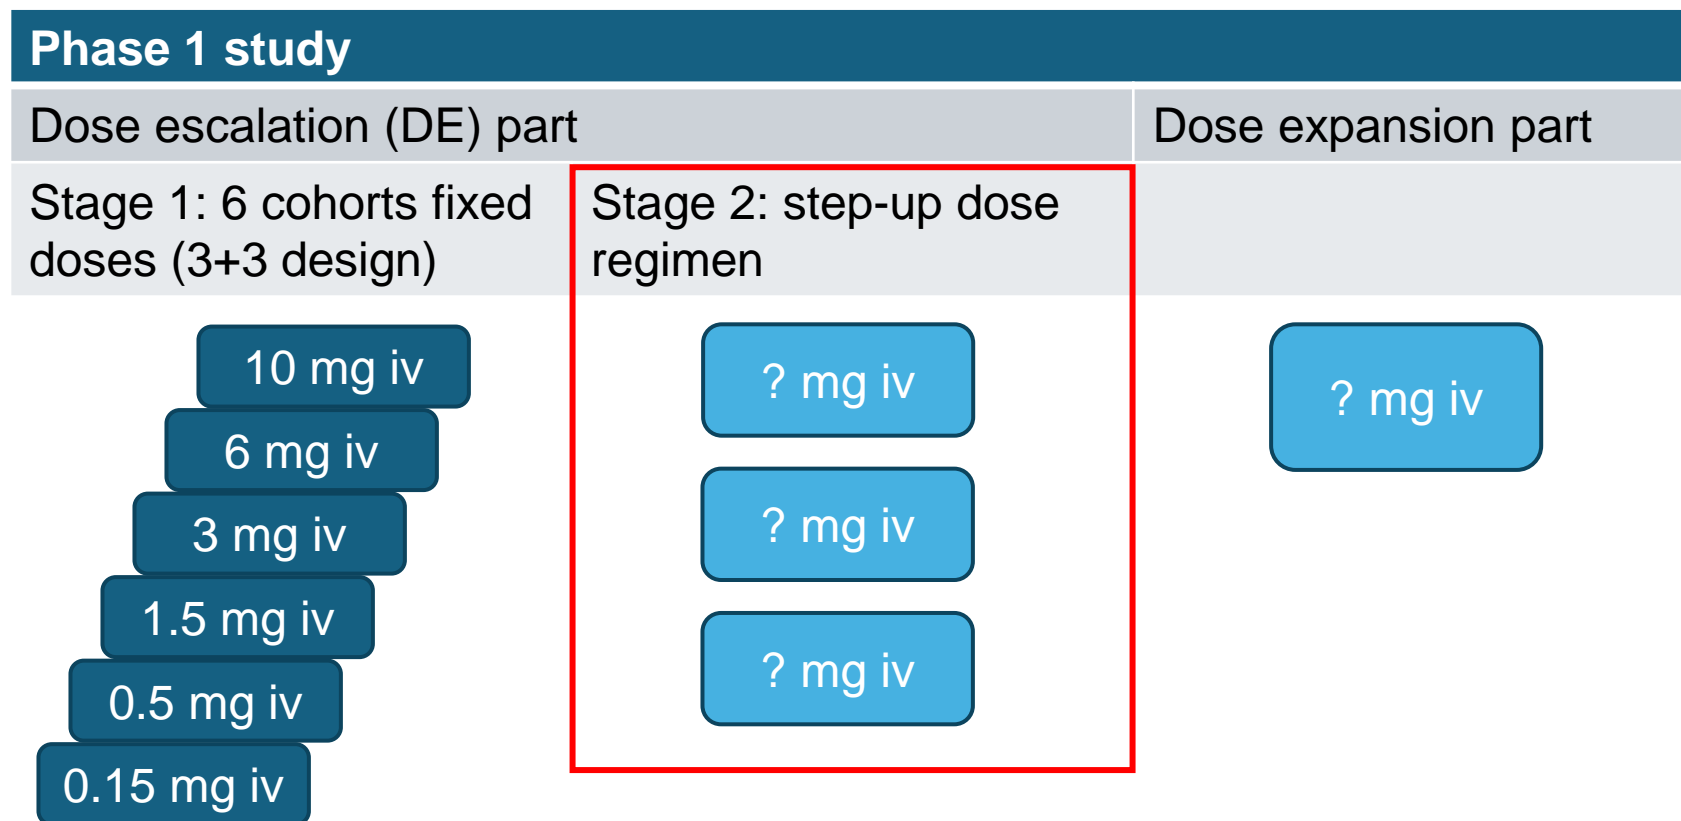 Phase 1 study
Dose escalation (DE) part
Dose expansion part
Stage 1: 6 cohorts fixed
doses (3+3 design)
Stage 2: step-up dose
regimen
10 mg iv
6 mg iv
3 mg iv
1.5 mg iv
0.5 mg iv
0.15 mg iv
? mg iv
? mg iv
? mg iv
? mg iv